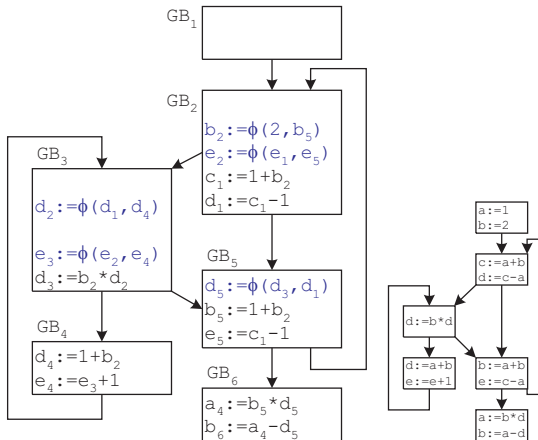 GB₁
GB₂
b₂:=ϕ(2,b₅)
e₂:=ϕ(e₁,e₅)
c₁:=1+b₂
d₁:=c₁-1
GB₃
d₂:=ϕ(d₁,d₄)
e₃:=ϕ(e₂,e₄)
d₃:=b₂*d₂
GB₄
d₄:=1+b₂
e₄:=e₃+1
GB₅
d₅:=ϕ(d₃,d₁)
b₅:=1+b₂
e₅:=c₁-1
GB₆
a₄:=b₅*d₅
b₆:=a₄-d₅
a:=1
b:=2
c:=a+b
d:=c-a
d:=b*d
d:=a+b
e:=e+1
b:=a+b
e:=c-a
a:=b*d
b:=a-d